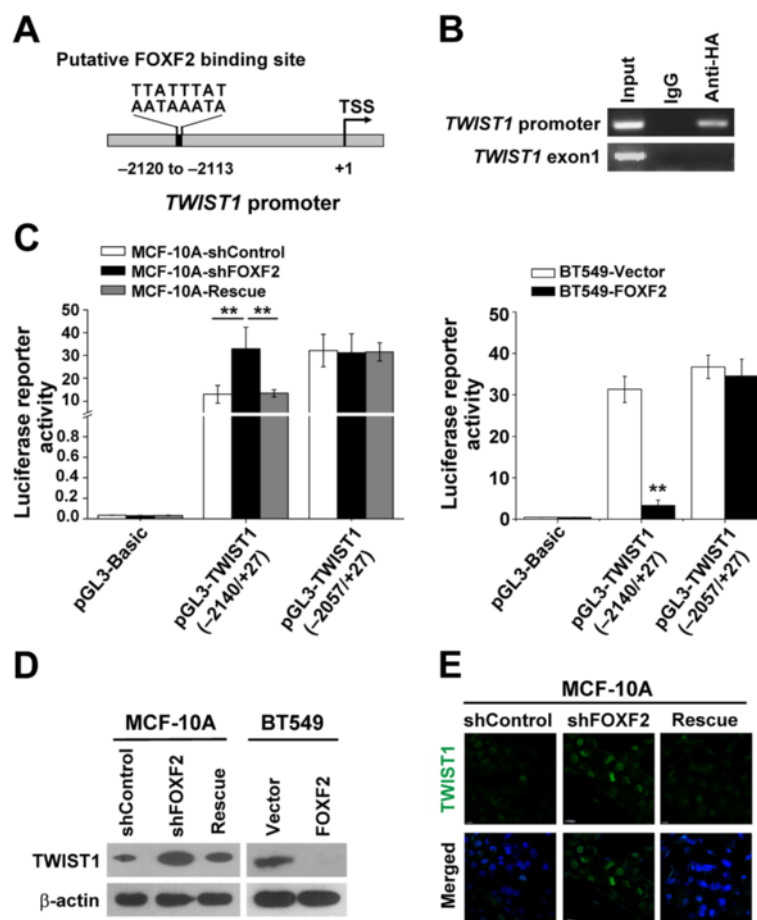 A
Putative FOXF2 binding site
TTATTTAT
AATAAATA
TSS
–2120 to –2113
+1
TWIST1 promoter
B
Input
IgG
Anti-HA
TWIST1 promoter
TWIST1 exon1
C
MCF-10A-shControl
MCF-10A-shFOXF2
MCF-10A-Rescue
Luciferase reporter
activity
50
40
30
20
10
0.8
0.6
0.4
0.2
0.0
** **
pGL3-Basic
pGL3-TWIST1
(–2140/+27)
pGL3-TWIST1
(–2057/+27)
BT549-Vector
BT549-FOXF2
Luciferase reporter
activity
50
40
30
20
10
0
**
pGL3-Basic
pGL3-TWIST1
(–2140/+27)
pGL3-TWIST1
(–2057/+27)
D
MCF-10A
BT549
shControl
shFOXF2
Rescue
Vector
FOXF2
TWIST1
β-actin
E
MCF-10A
shControl shFOXF2 Rescue
TWIST1
Merged